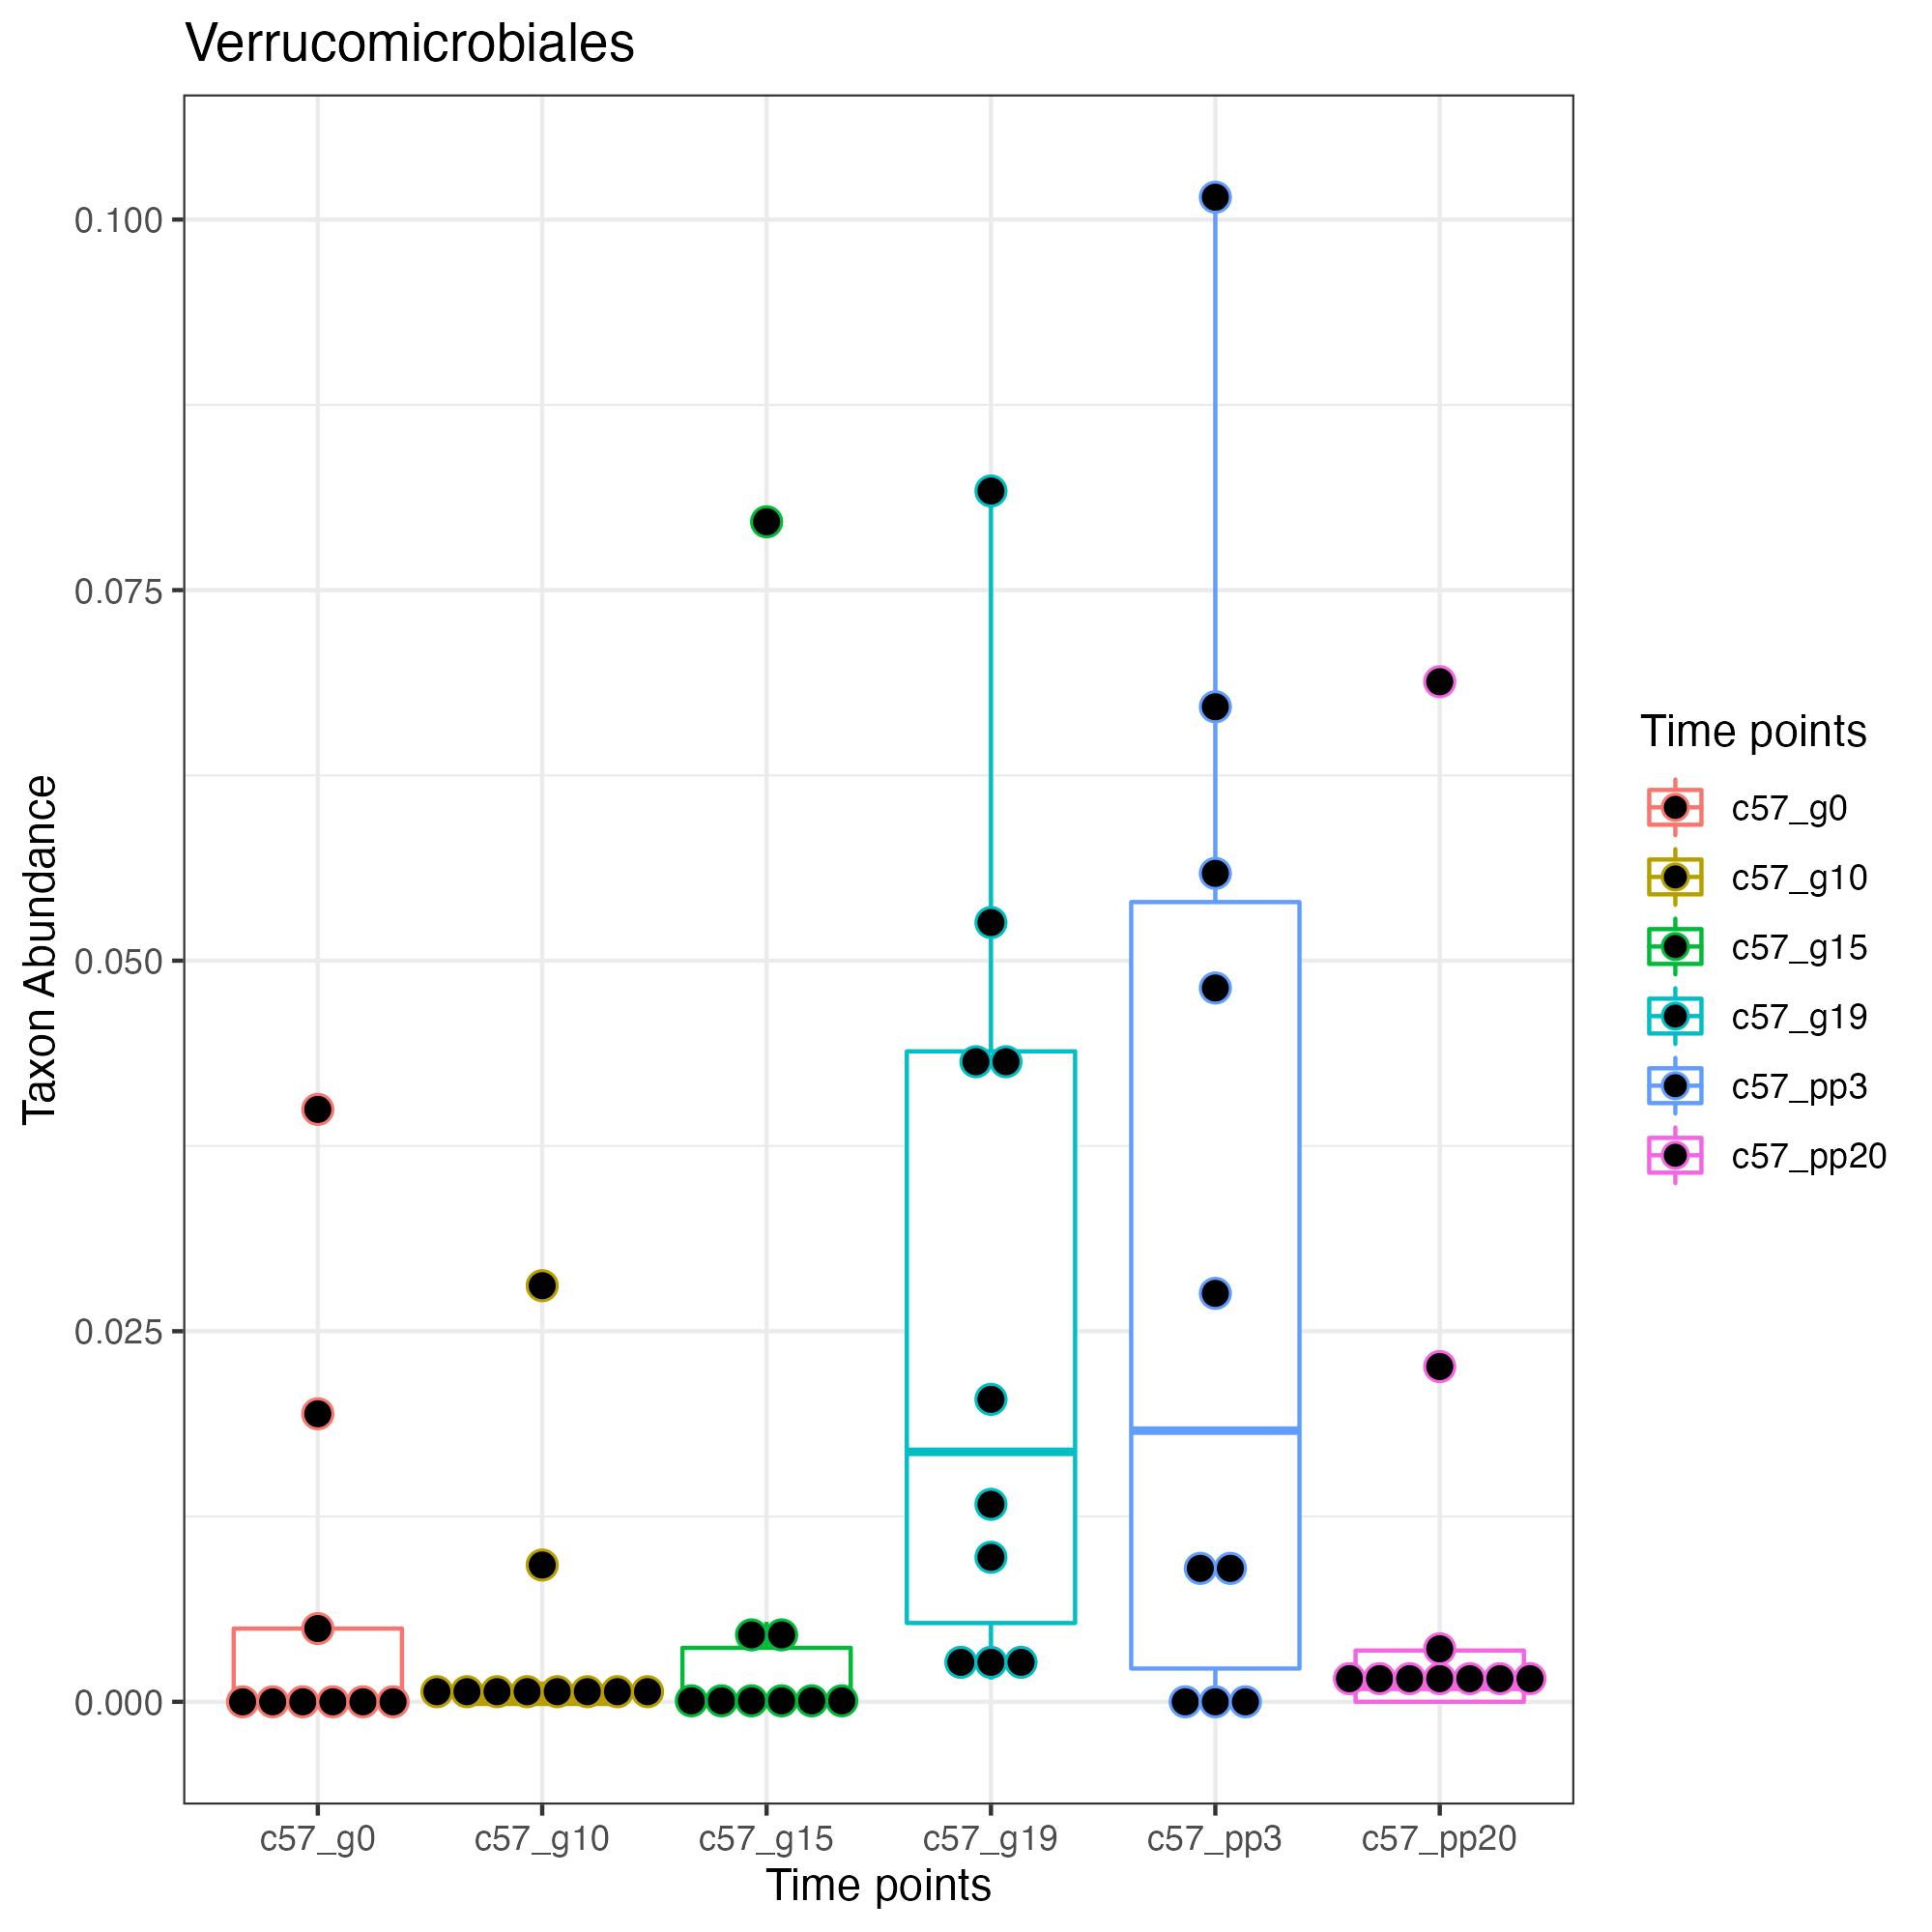 Verrucomicrobiales
Taxon Abundance
0.100
0.075
0.050
0.025
0.000
c57_g0
c57_g10
c57_g15
c57_g19
c57_pp3
c57_pp20
Time points
Time points
c57_g0
c57_g10
c57_g15
c57_g19
c57_pp3
c57_pp20